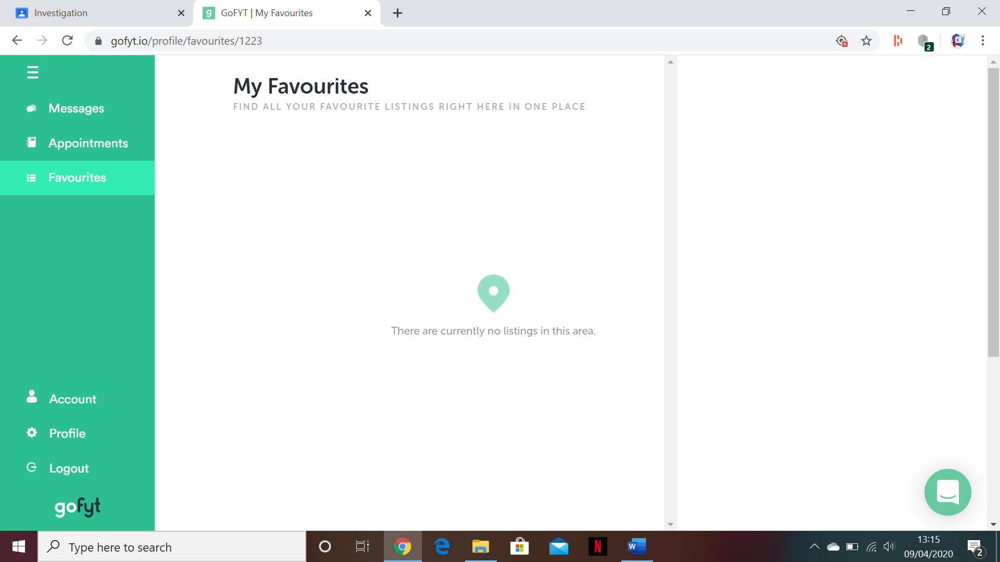 Investigation
g GoFYT | My Favourites
gofyt.io/profile/favourites/1223
K
2
Messages
Appointments
Favourites
Account
Profile
Logout
gofyt
My Favourites
FIND ALL YOUR FAVOURITE LISTINGS RIGHT HERE IN ONE PLACE
There are currently no listings in this area.
Type here to search
N
W
13:15
09/04/2020
2